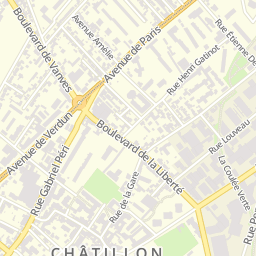 Boulevard de Vanves
Avenue Amélie
Avenue de Paris
Rue Henri Gatinot
Rue Étienne De
Avenue de Verdun
Boulevard de la Liberté
Rue Louveau
La Coulée Verte
Rue Gabriel Péri
Rue de la Gare
CHÂTILLON